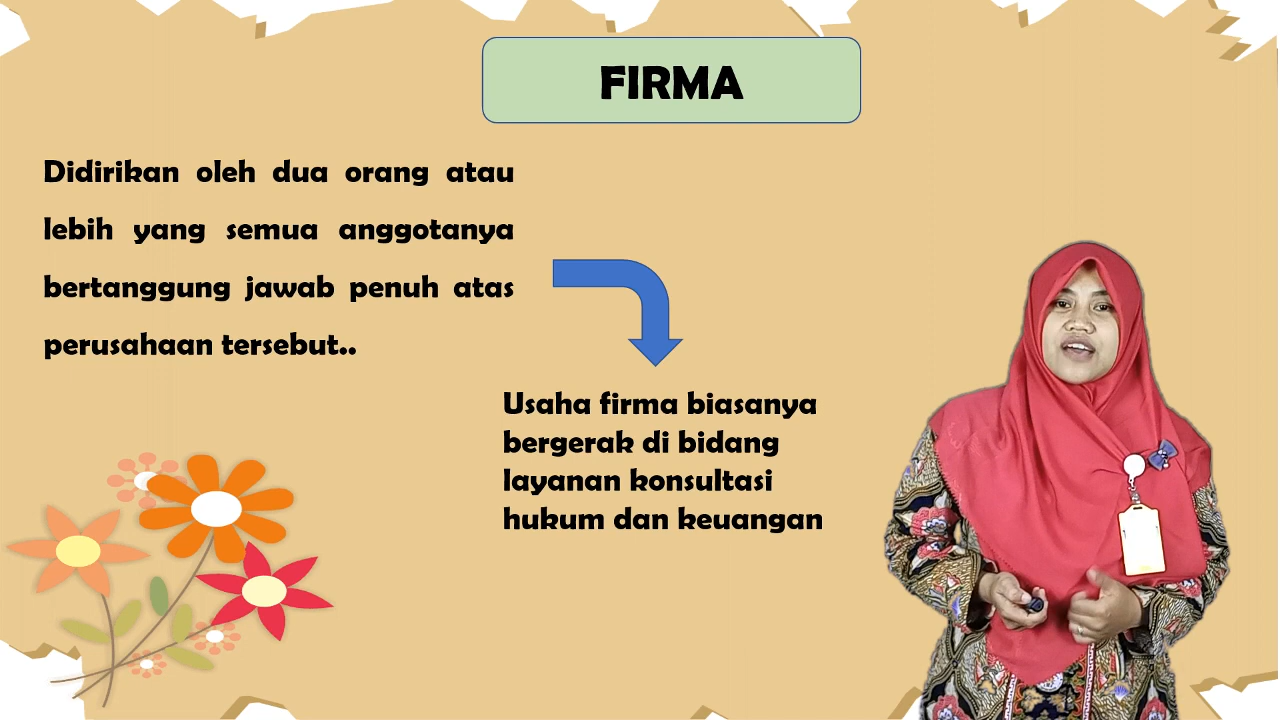 FIRMA
Didirikan oleh dua orang atau
lebih yang semua anggotanya
bertanggung jawab penuh atas
perusahaan tersebut..
Usaha firma biasanya
bergerak di bidang
layanan konsultasi
hukum dan keuangan